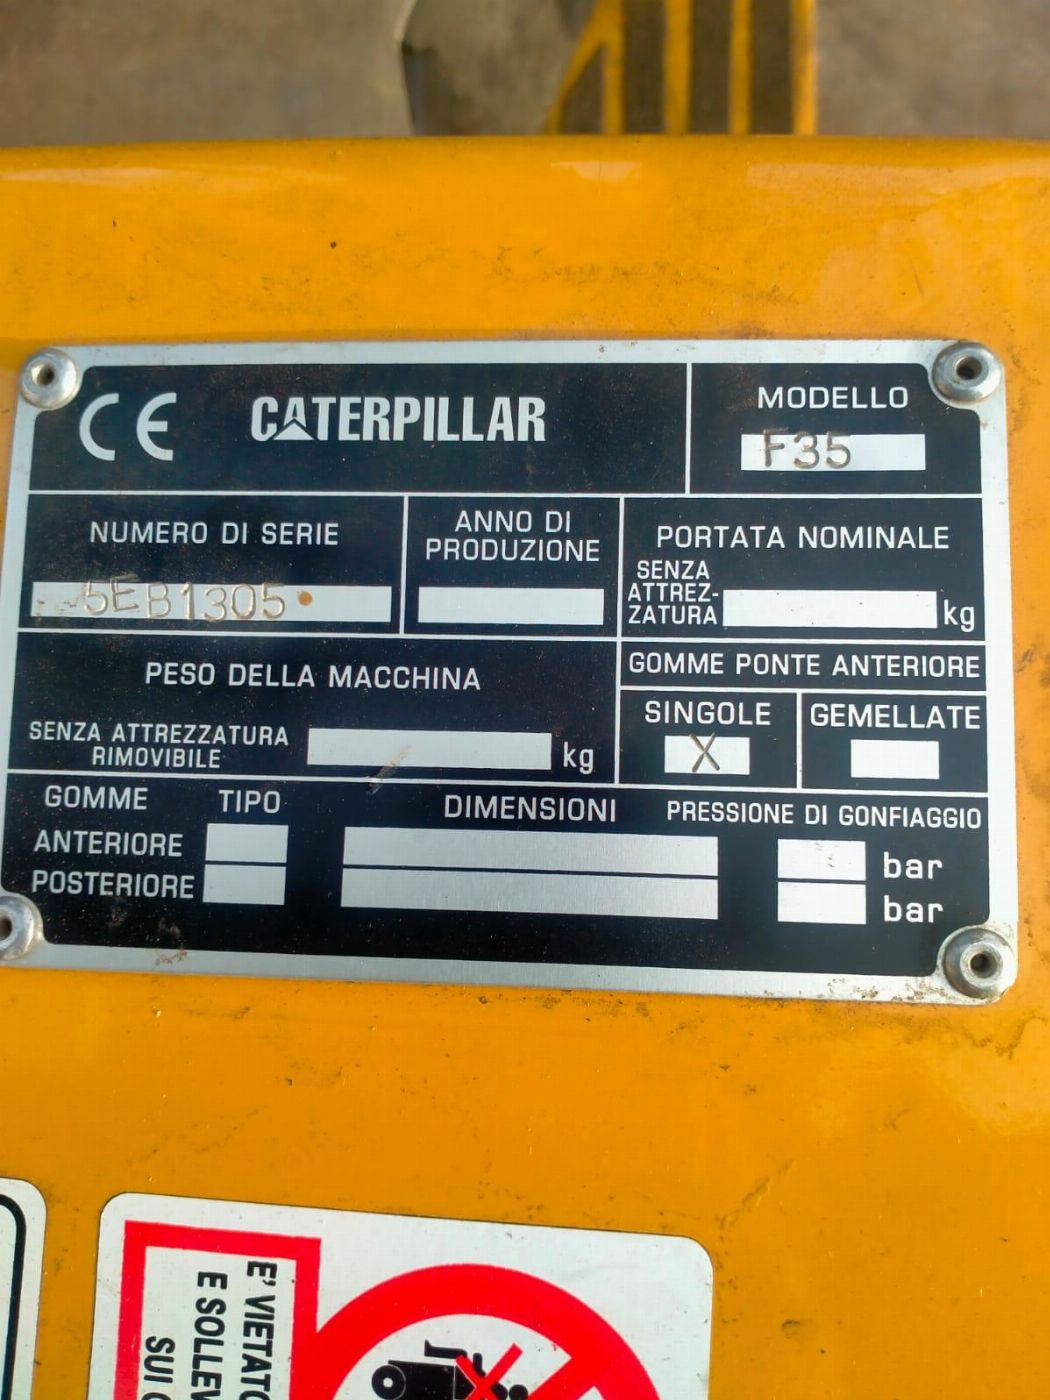 CE CATERPILLAR
MODELLO
F35
NUMERO DI SERIE
5EB1305
ANNO DI
PRODUZIONE
PORTATA NOMINALE
SENZA
ATTREZ-
ZATURA
kg
PESO DELLA MACCHINA
SENZA ATTREZZATURA
RIMOVIBILE
kg
GOMME PONTE ANTERIORE
SINGOLE
X
GEMELLATE
GOMME TIPO DIMENSIONI PRESSIONE DI GONFIAGGIO
ANTERIORE bar
POSTERIORE bar
E' VIETATO
E SOLLEV
SUI